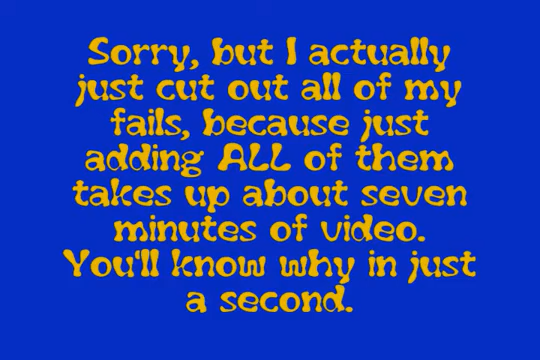 Sorry, but I actually
just cut out all of my
fails, because just
adding ALL of them
takes up about seven
minutes of video.
You'll know why in just
a second.